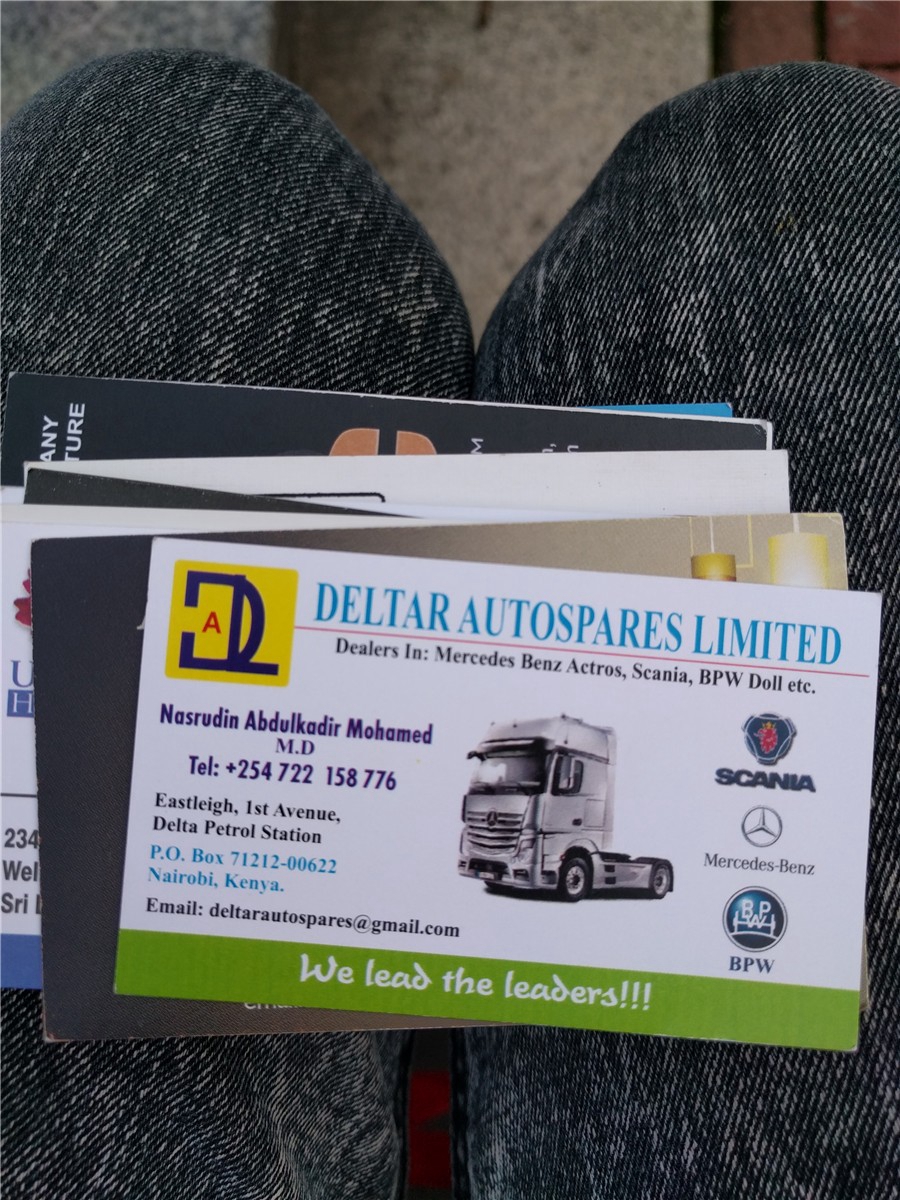 ANY
TURE
M
U
H
234
Wel
Sri L
A
DELTAR AUTOSPARES LIMITED
Dealers In: Mercedes Benz Actros, Scania, BPW Doll etc.
Nasrudin Abdulkadir Mohamed
M.D
Tel: +254 722 158 776
Eastleigh, 1st Avenue,
Delta Petrol Station
P.O. Box 71212-00622
Nairobi, Kenya.
Email: deltarautospares@gmail.com
SCANIA
Mercedes-Benz
BPW
BPW
We lead the leaders!!!